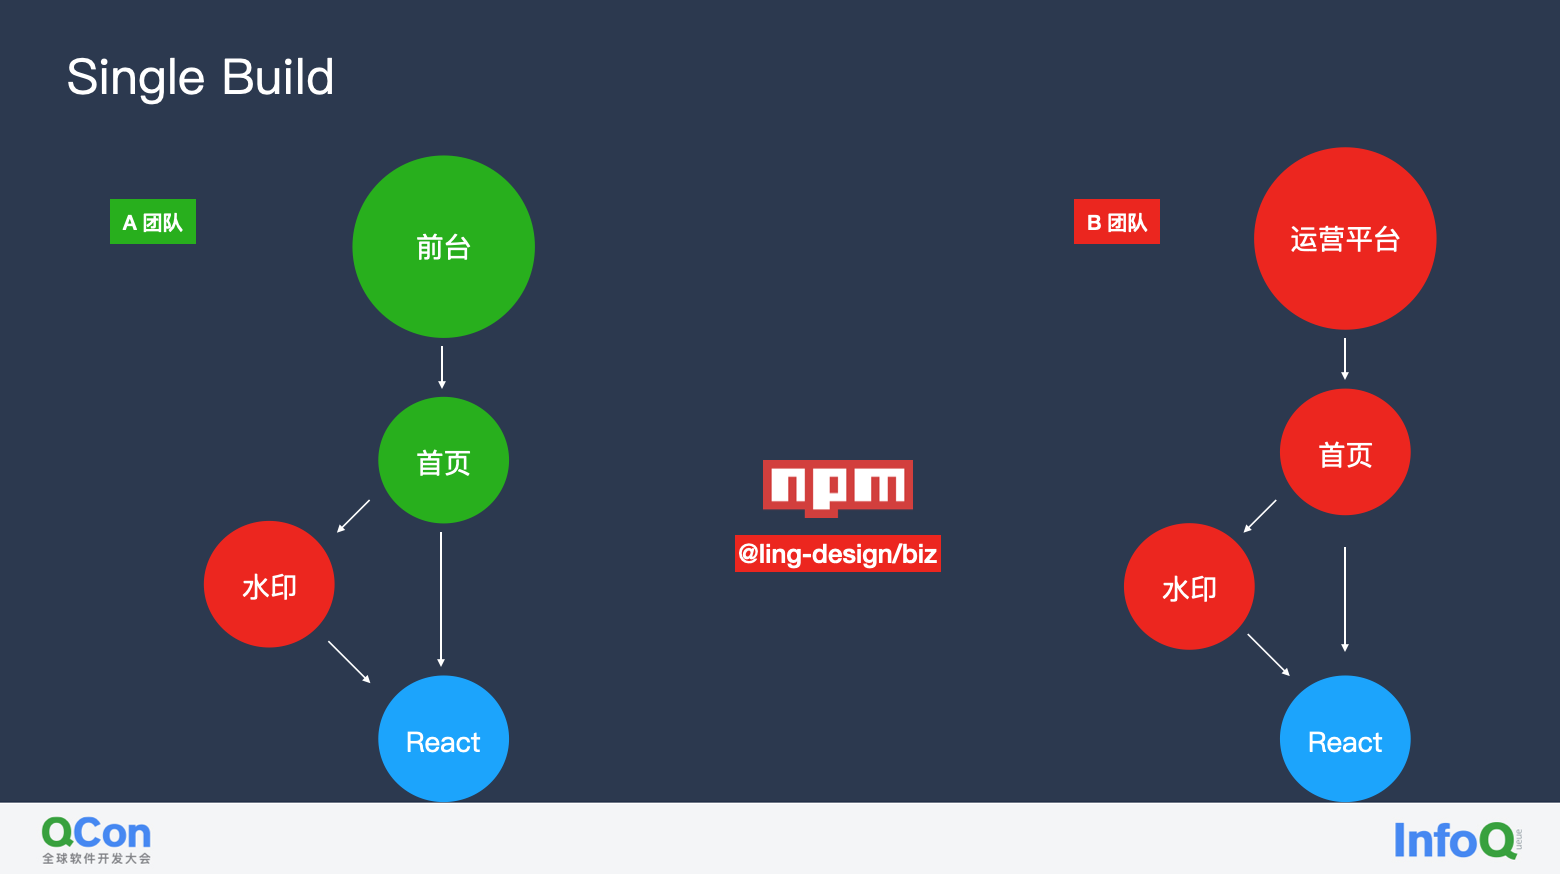 Single Build
A 团队
前台
B 团队
运营平台
首页
首页
npm
@ling-design/biz
水印
水印
React
React
QCon
全球软件开发大会
InfoQ
ueue